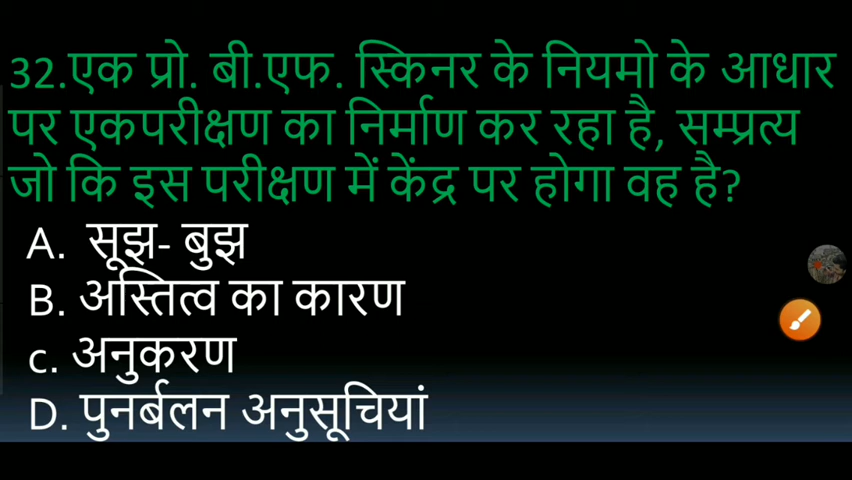 32.एक प्रो. बी.एफ. स्किनर के नियमो के आधार
पर एकपरीक्षण का निर्माण कर रहा है, सम्प्रत्य
जो कि इस परीक्षण में केंद्र पर होगा वह है?
A. सूझ- बुझ
B. अस्तित्व का कारण
c. अनुकरण
D. पुनर्बलन अनुसूचियां